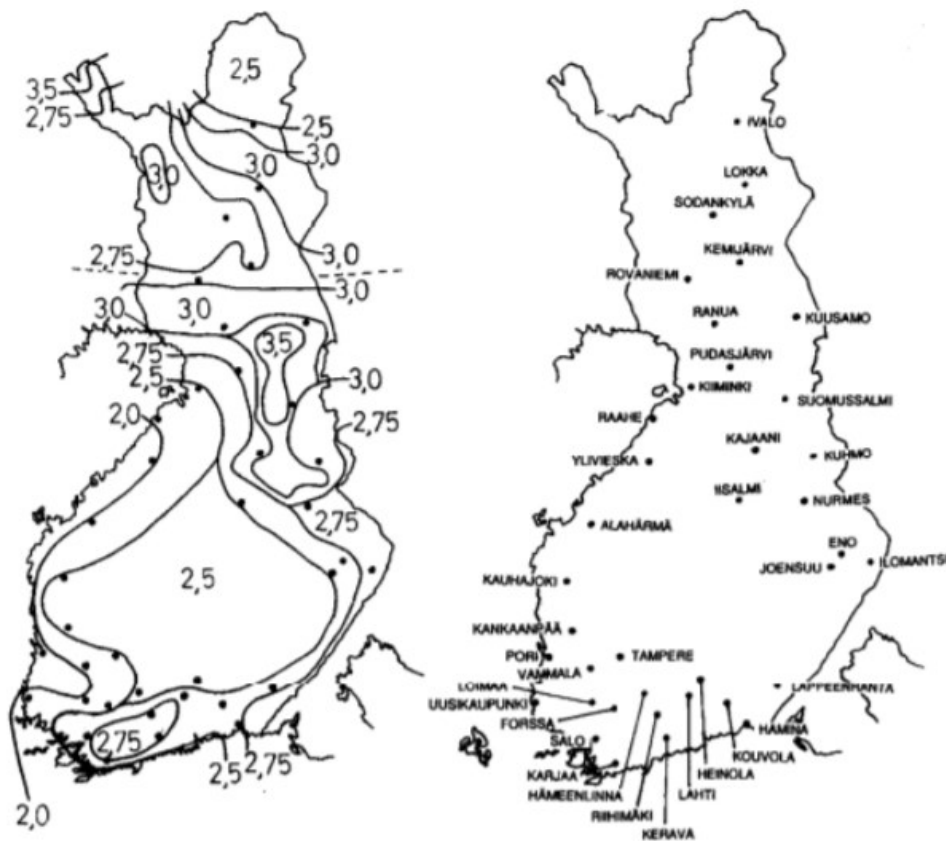 2,5
3,5
2,75
2,5
3,0
3,0
3,0
2,75
3,0
3,0
3,0
3,0
3,5
2,75
2,5
3,0
2,0
2,75
2,75
2,5
2,75
2,5
2,75
2,0
IVALO
LOKKA
SODANKYLÄ
KEMIJÄRVI
ROVANIEMI
RANUA
KUUSAMO
PUDASJÄRVI
KIIMINKI
SUOMUSSALMI
RAAHE
KAJAANI
YLIVIESKA
KUHMO
IISALMI
NURMES
ALAHÄRMÄ
ENO
JOENSUU
ILOMANTSI
KAUHAJOKI
KANKAANPÄÄ
PORI
TAMPERE
VAMMALA
LOIMAA
LAPPEENRANTA
UUSIKAUPUNKI
FORSSA
HAMINA
SALO
KOUVOLA
KARJAA
HEINOLA
HÄMEENLINNA
LAHTI
RIIHIMÄKI
KERAVA